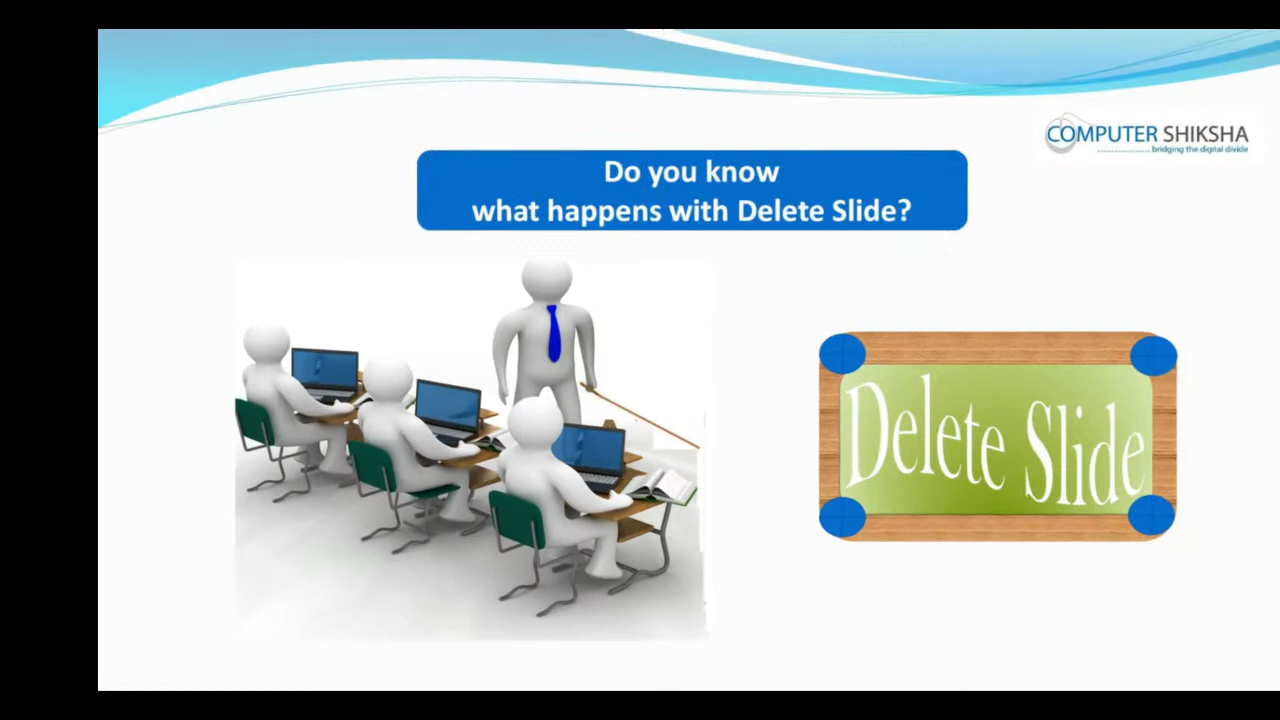 COMPUTER SHIKSHA
bridging the digital divide
Do you know
what happens with Delete Slide?
Delete Slide